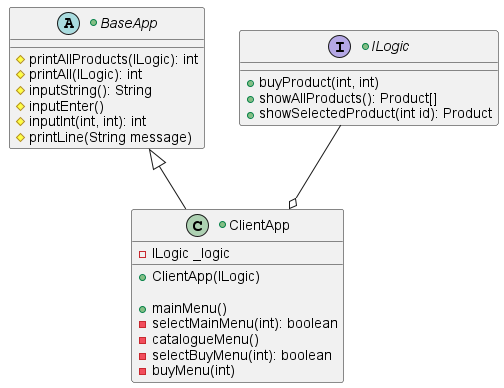 A BaseApp
printAllProducts(ILogic): int
printAll(ILogic): int
inputString(): String
inputEnter()
inputInt(int, int): int
printLine(String message)
I ILogic
buyProduct(int, int)
showAllProducts(): Product[]
showSelectedProduct(int id): Product
C ClientApp
ILogic _logic
ClientApp(ILogic)
mainMenu()
selectMainMenu(int): boolean
catalogueMenu()
selectBuyMenu(int): boolean
buyMenu(int)